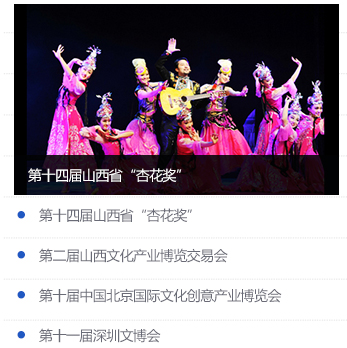 第十四届山西省“杏花奖”
第十四届山西省“杏花奖”
第二届山西文化产业博览交易会
第十届中国北京国际文化创意产业博览会
第十一届深圳文博会